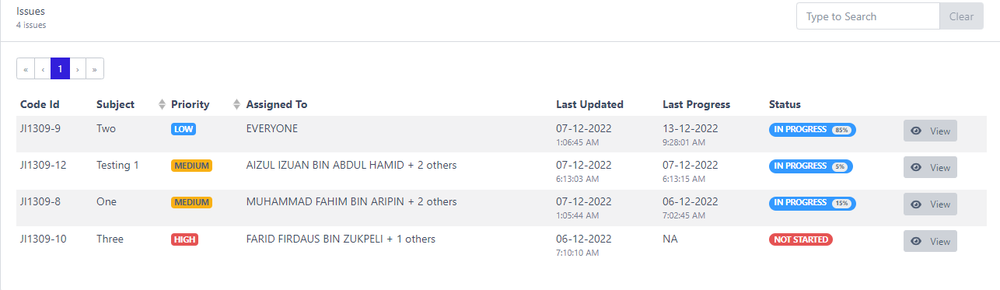 Issues
4 issues
Type to Search Clear
« ‹ 1 › »
Code Id Subject Priority Assigned To Last Updated Last Progress Status
JI1309-9 Two LOW EVERYONE 07-12-2022 13-12-2022 IN PROGRESS 85% View
1:06:45 AM 9:28:01 AM
JI1309-12 Testing 1 MEDIUM AIZUL IZUAN BIN ABDUL HAMID + 2 others 07-12-2022 07-12-2022 IN PROGRESS 5% View
6:13:03 AM 6:13:15 AM
JI1309-8 One MEDIUM MUHAMMAD FAHIM BIN ARIPIN + 2 others 07-12-2022 06-12-2022 IN PROGRESS 15% View
1:05:44 AM 7:02:45 AM
JI1309-10 Three HIGH FARID FIRDAUS BIN ZUKPELI + 1 others 06-12-2022 NA NOT STARTED View
7:10:10 AM